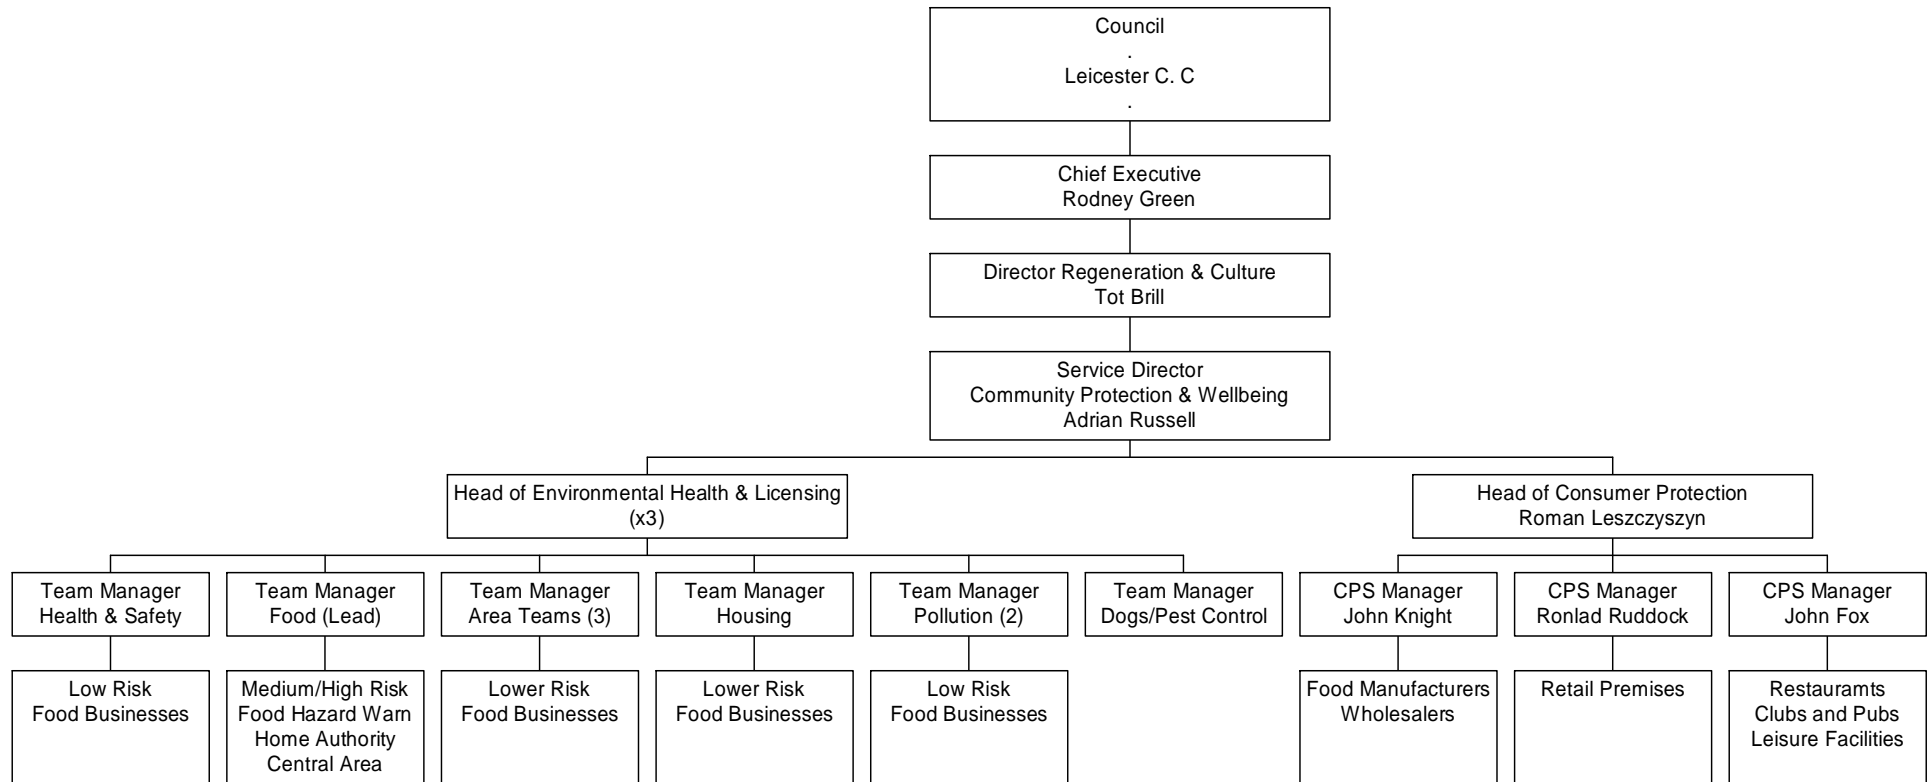 Council
.
Leicester C. C
.
Chief Executive
Rodney Green
Director Regeneration & Culture
Tot Brill
Service Director
Community Protection & Wellbeing
Adrian Russell
Head of Environmental Health & Licensing
(x3)
Head of Consumer Protection
Roman Leszczyszyn
Team Manager
Health & Safety
Team Manager
Food (Lead)
Team Manager
Area Teams (3)
Team Manager
Housing
Team Manager
Pollution (2)
Team Manager
Dogs/Pest Control
CPS Manager
John Knight
CPS Manager
Ronlad Ruddock
CPS Manager
John Fox
Low Risk
Food Businesses
Medium/High Risk
Food Hazard Warn
Home Authority
Central Area
Lower Risk
Food Businesses
Lower Risk
Food Businesses
Low Risk
Food Businesses
Food Manufacturers
Wholesalers
Retail Premises
Restauramts
Clubs and Pubs
Leisure Facilities